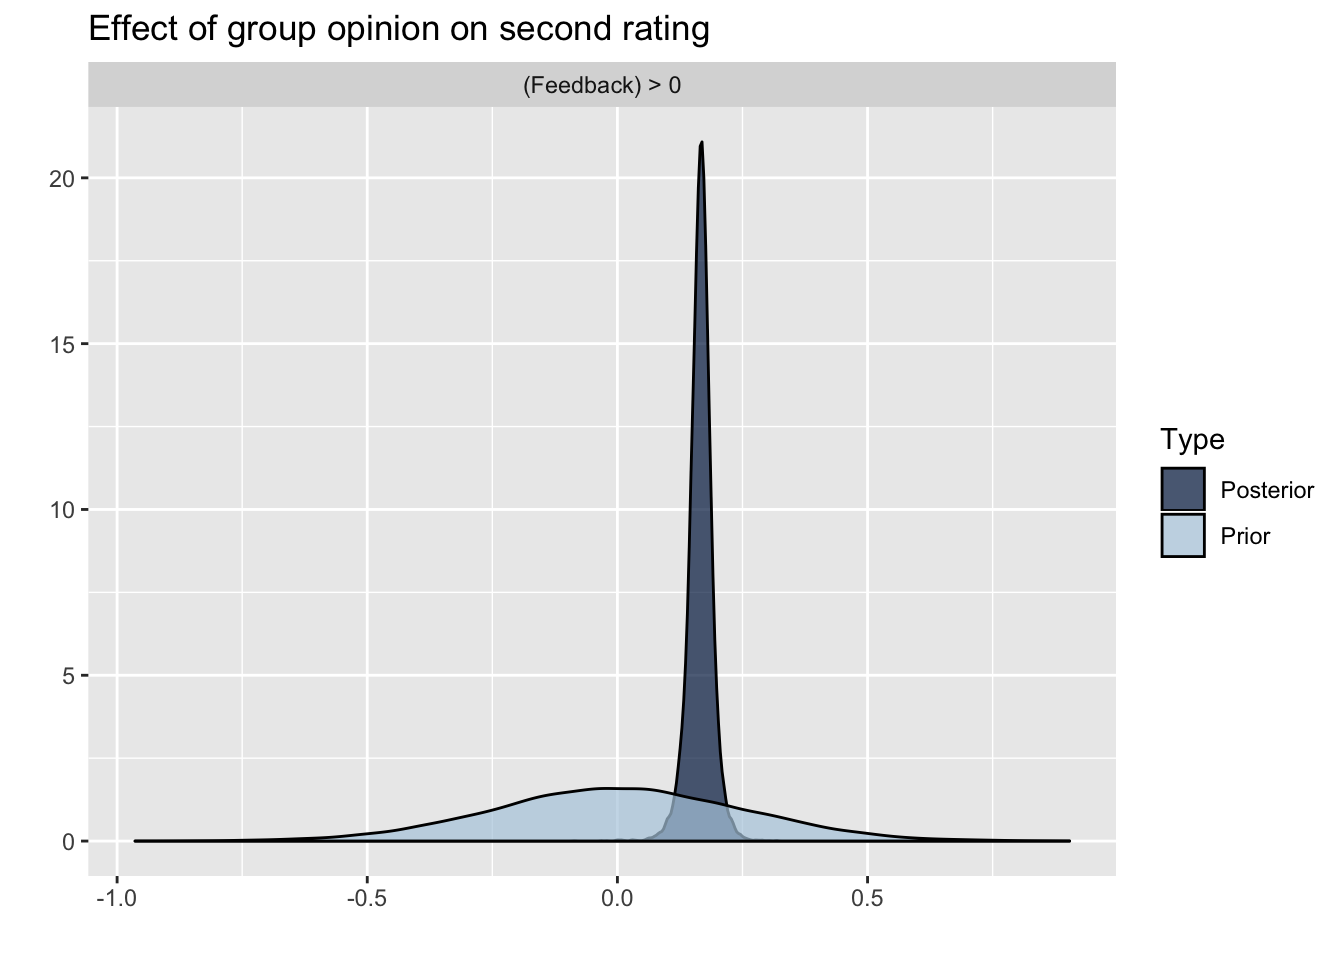 Effect of group opinion on second rating
(Feedback) > 0
20
15
10
5
0
-1.0
-0.5
0.0
0.5
Type
Posterior
Prior